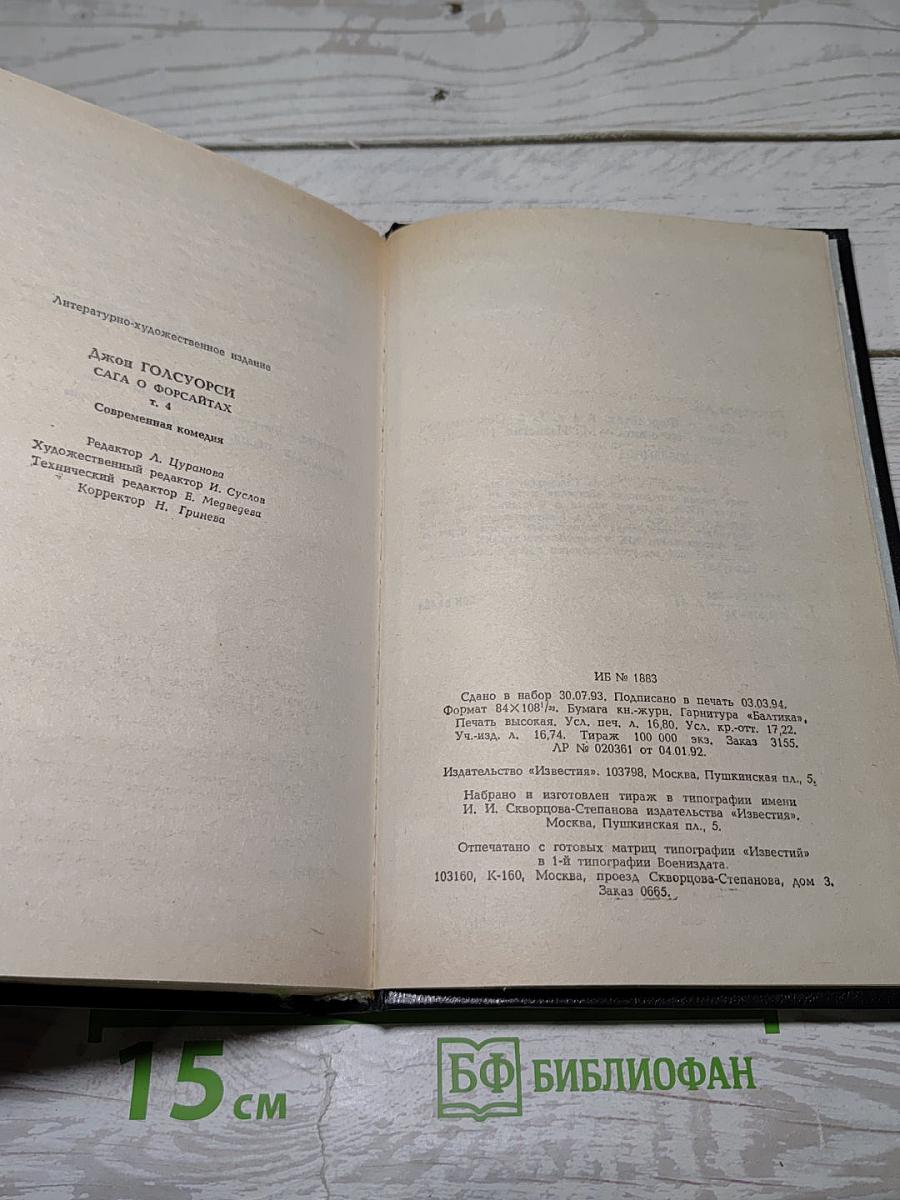 Литературно-художественное издание
Джон ГОЛСУОРСИ
САГА О ФОРСАЙТАХ
т. 4
Современная комедия
Редактор Л. Цуранова
Художественный редактор И. Суслов
Технический редактор Е. Медведева
Корректор Н. Гринева
ИБ № 1883
Сдано в набор 30.07.93. Подписано в печать 03.03.94.
Формат 84×108¹/₃₂. Бумага кн.-журн. Гарнитура «Балтика».
Печать высокая. Усл. печ. л. 16,80. Усл. кр.-отт. 17,22.
Уч.-изд. л. 16,74. Тираж 100 000 экз. Заказ 3155.
ЛР № 020361 от 04.01.92.
Издательство «Известия». 103798, Москва, Пушкинская пл., 5.
Набрано и изготовлен тираж в типографии имени
И. И. Скворцова-Степанова издательства «Известия».
Москва, Пушкинская пл., 5.
Отпечатано с готовых матриц типографии «Известий»
в 1-й типографии Воениздата.
103160, К-160, Москва, проезд Скворцова-Степанова, дом 3.
Заказ 0665.
15 см
БФ БИБЛИОФАН